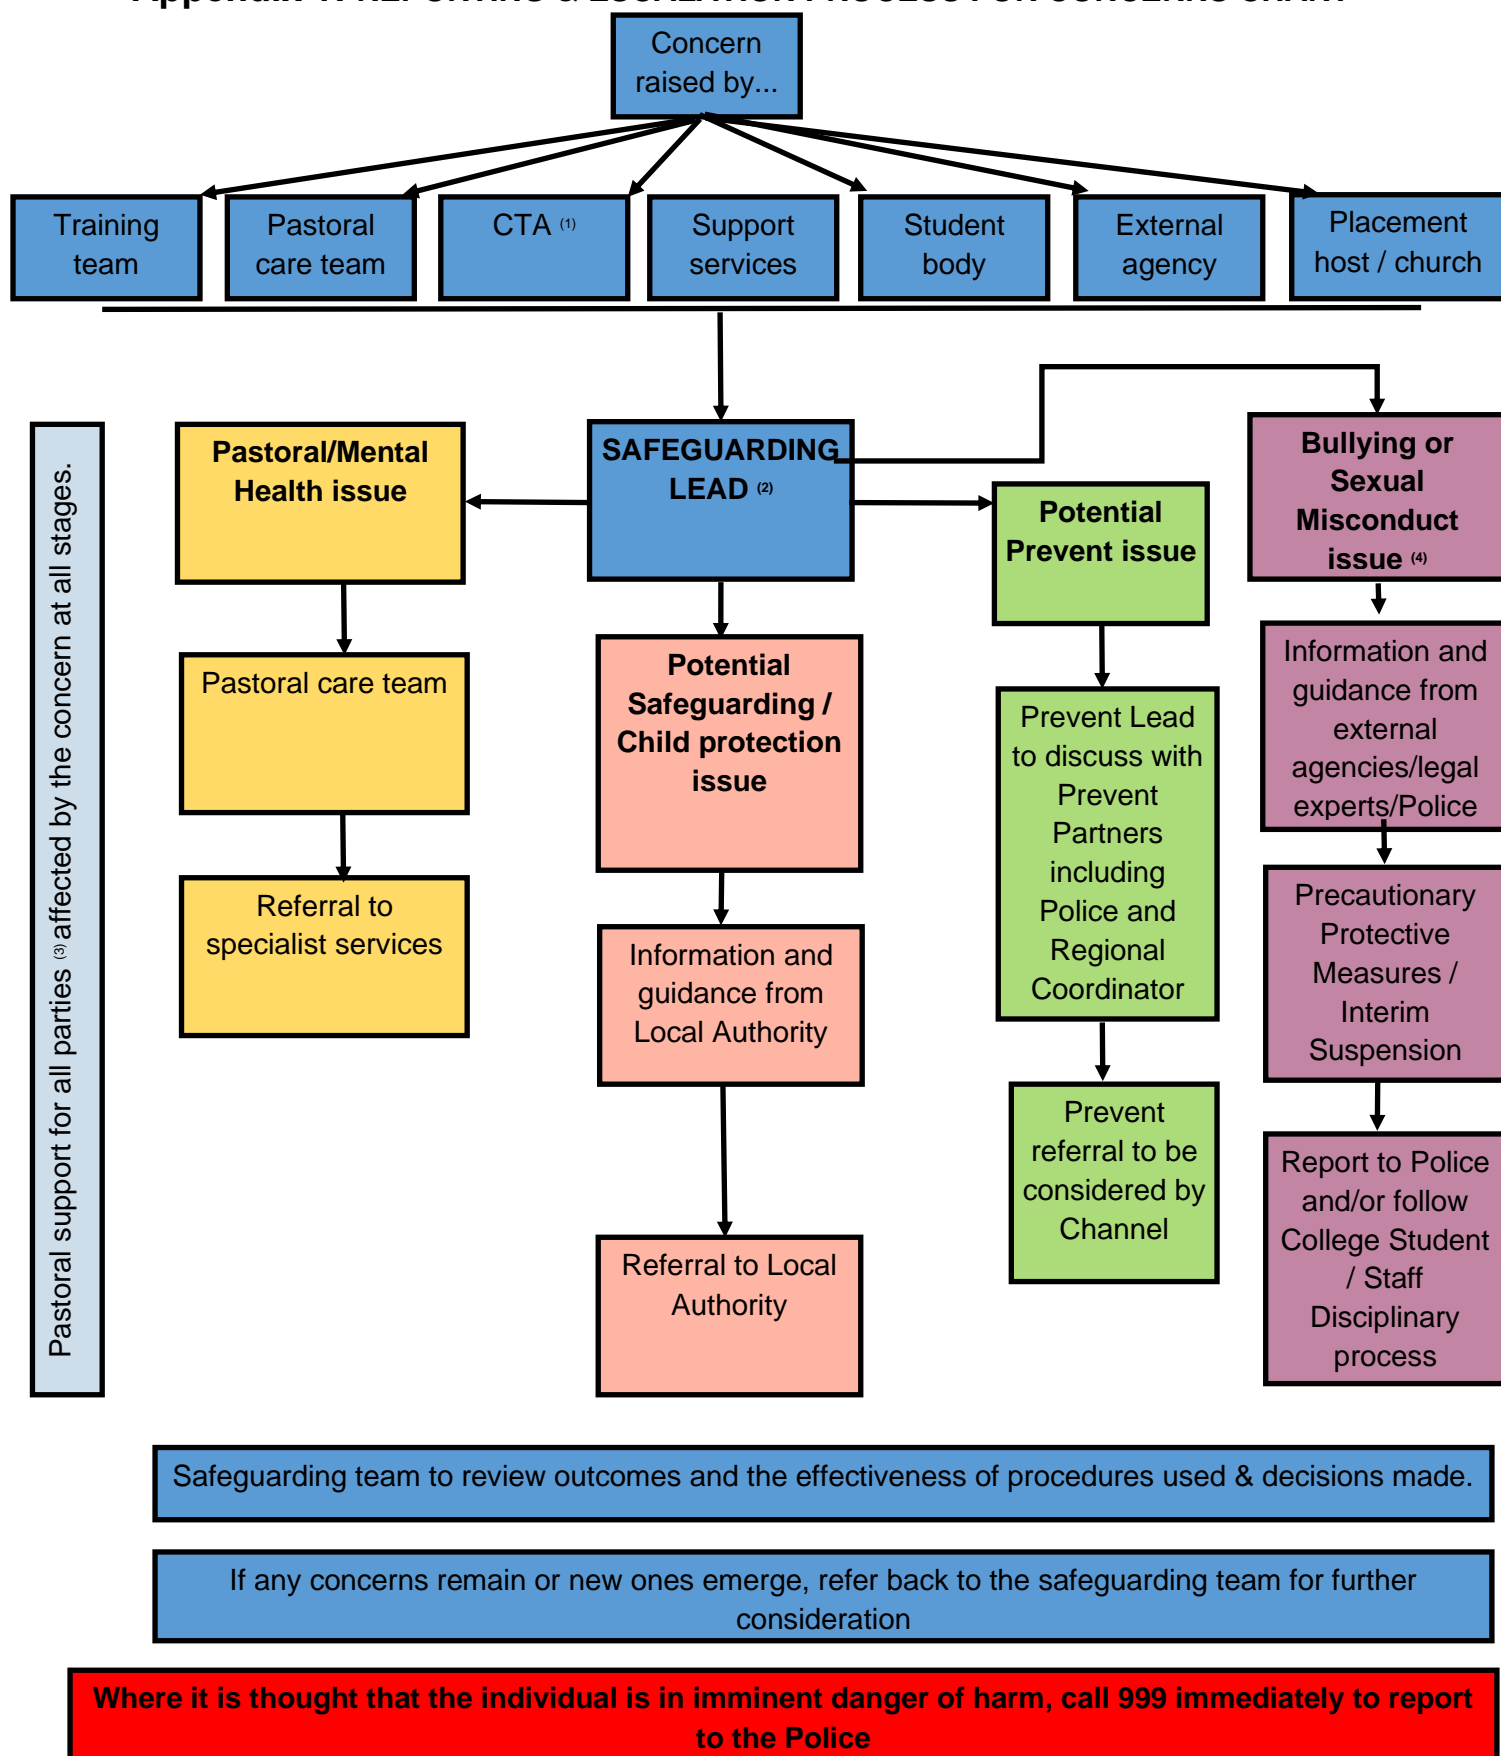 Concern
raised by...
Training
team
Pastoral
care team
CTA (1)
Support
services
Student
body
External
agency
Placement
host / church
Pastoral support for all parties (3) affected by the concern at all stages.
Pastoral/Mental
Health issue
SAFEGUARDING
LEAD (2)
Potential
Prevent issue
Bullying or
Sexual
Misconduct
issue (4)
Pastoral care team
Referral to
specialist services
Potential
Safeguarding /
Child protection
issue
Information and
guidance from
Local Authority
Referral to Local
Authority
Prevent Lead
to discuss with
Prevent
Partners
including
Police and
Regional
Coordinator
Prevent
referral to be
considered by
Channel
Information and
guidance from
external
agencies/legal
experts/Police
Precautionary
Protective
Measures /
Interim
Suspension
Report to Police
and/or follow
College Student
/ Staff
Disciplinary
process
Safeguarding team to review outcomes and the effectiveness of procedures used & decisions made.
If any concerns remain or new ones emerge, refer back to the safeguarding team for further
consideration
Where it is thought that the individual is in imminent danger of harm, call 999 immediately to report
to the Police